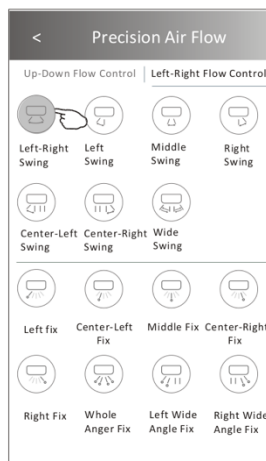 < Precision Air Flow
Up-Down Flow Control Left-Right Flow Control
Left-Right Swing
Left Swing
Middle Swing
Right Swing
Center-Left Swing
Center-Right Swing
Wide Swing
Left fix
Center-Left Fix
Middle Fix
Center-Right Fix
Right Fix
Whole Anger Fix
Left Wide Angle Fix
Right Wide Angle Fix